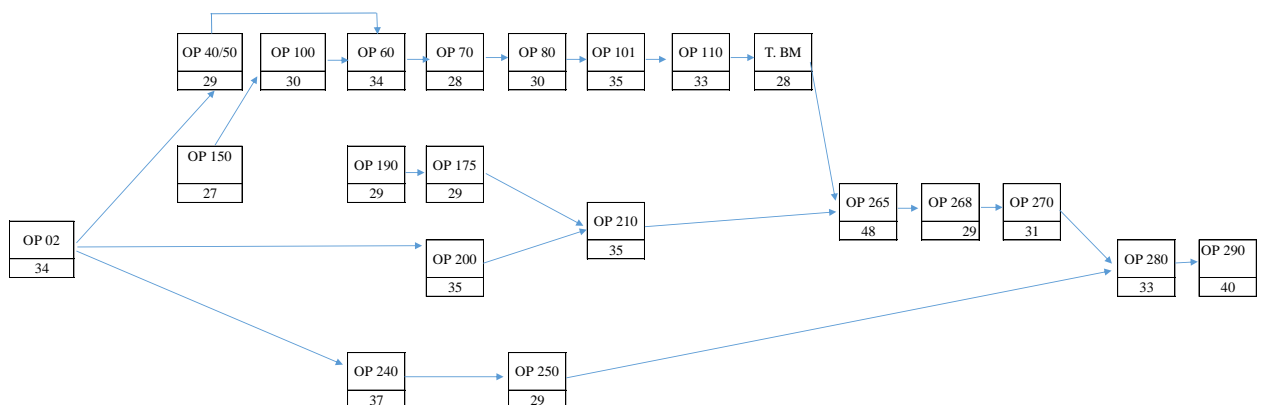 OP 40/50
29
OP 100
30
OP 60
34
OP 70
28
OP 80
30
OP 101
35
OP 110
33
T. BM
28
OP 150
27
OP 190
29
OP 175
29
OP 265
48
OP 268
29
OP 270
31
OP 210
35
OP 02
34
OP 200
35
OP 280
33
OP 290
40
OP 240
37
OP 250
29